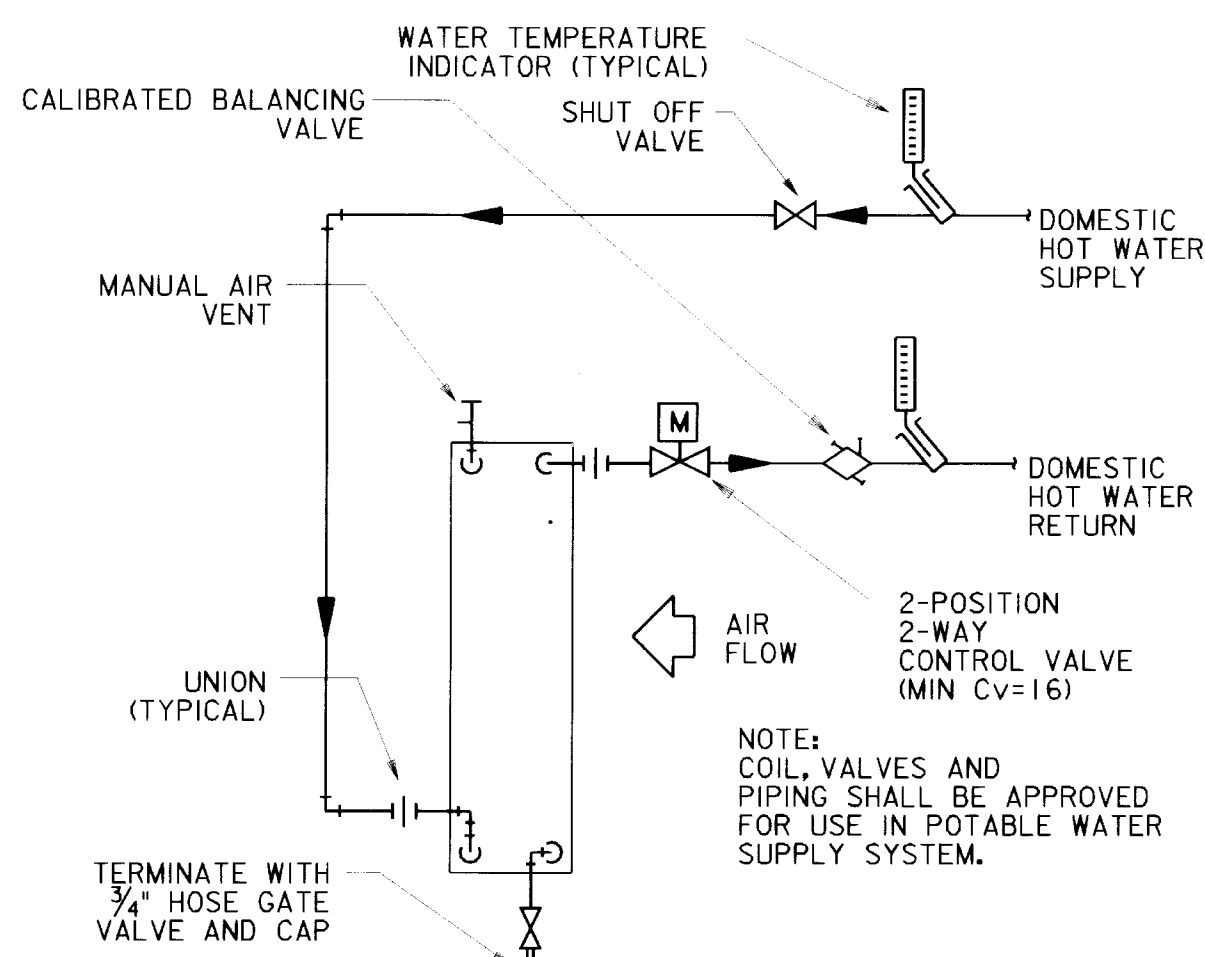 WATER TEMPERATURE
INDICATOR (TYPICAL)
CALIBRATED BALANCING
VALVE
SHUT OFF
VALVE
DOMESTIC
HOT WATER
SUPPLY
MANUAL AIR
VENT
M
DOMESTIC
HOT WATER
RETURN
AIR
FLOW
2-POSITION
2-WAY
CONTROL VALVE
(MIN Cv=16)
UNION
(TYPICAL)
NOTE:
COIL, VALVES AND
PIPING SHALL BE APPROVED
FOR USE IN POTABLE WATER
SUPPLY SYSTEM.
TERMINATE WITH
3/4" HOSE GATE
VALVE AND CAP